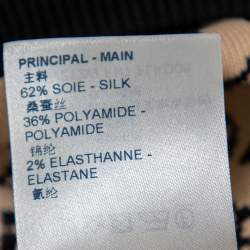 PRINCIPAL - MAIN
主料
62% SOIE - SILK
桑蚕丝
36% POLYAMIDE -
POLYAMIDE
锦纶
2% ELASTHANNE -
ELASTANE
氨纶